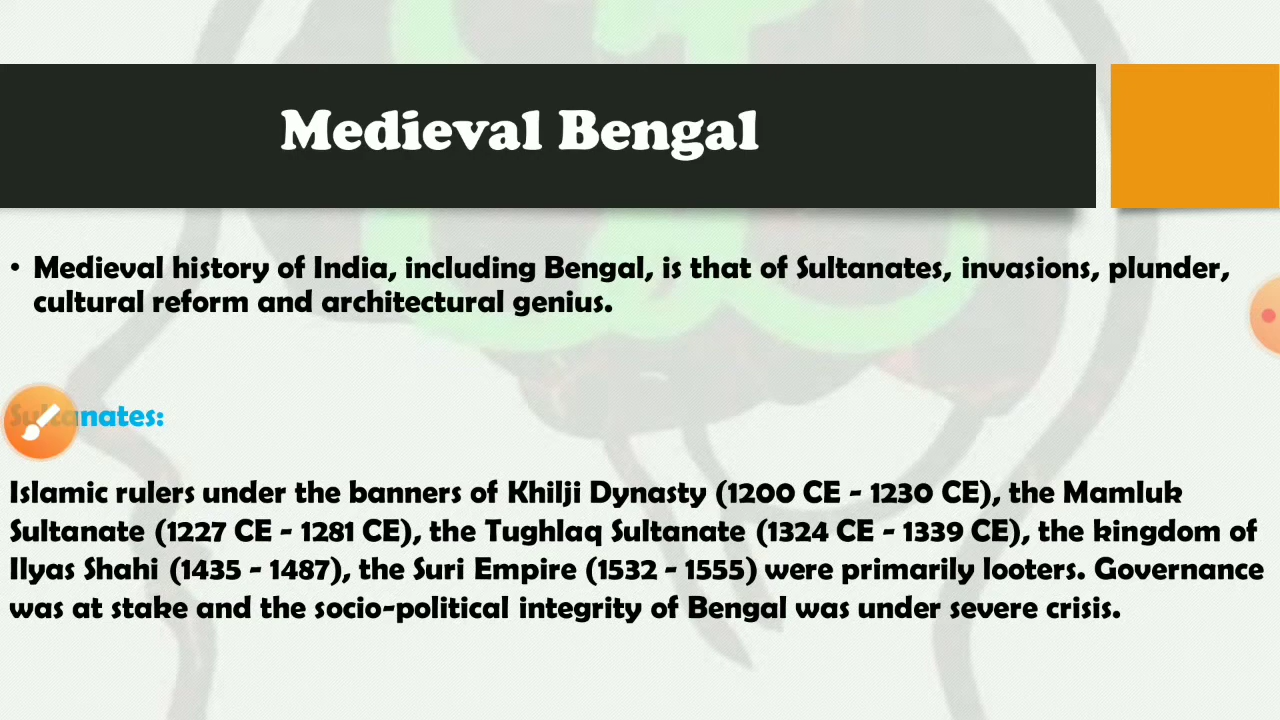 Medieval Bengal
• Medieval history of India, including Bengal, is that of Sultanates, invasions, plunder,
cultural reform and architectural genius.
Sultanates:
Islamic rulers under the banners of Khilji Dynasty (1200 CE - 1230 CE), the Mamluk
Sultanate (1227 CE - 1281 CE), the Tughlaq Sultanate (1324 CE - 1339 CE), the kingdom of
Ilyas Shahi (1435 - 1487), the Suri Empire (1532 - 1555) were primarily looters. Governance
was at stake and the socio-political integrity of Bengal was under severe crisis.